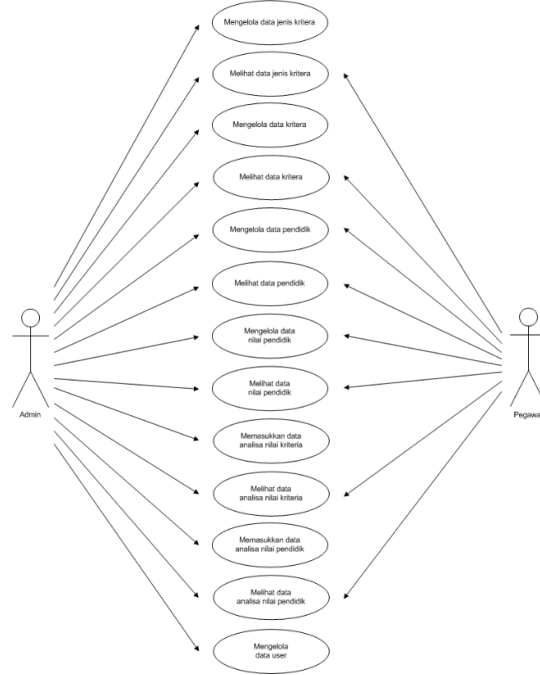 Mengelola data jenis kritera
Melihat data jenis kritera
Mengelola data kritera
Melihat data kritera
Mengelola data pendidik
Melihat data pendidik
Mengelola data
nilai pendidik
Melihat data
nilai pendidik
Admin
Pegawai
Memasukkan data
analisa nilai kriteria
Melihat data
analisa nilai kriteria
Memasukkan data
analisa nilai pendidik
Melihat data
analisa nilai pendidik
Mengelola
data user